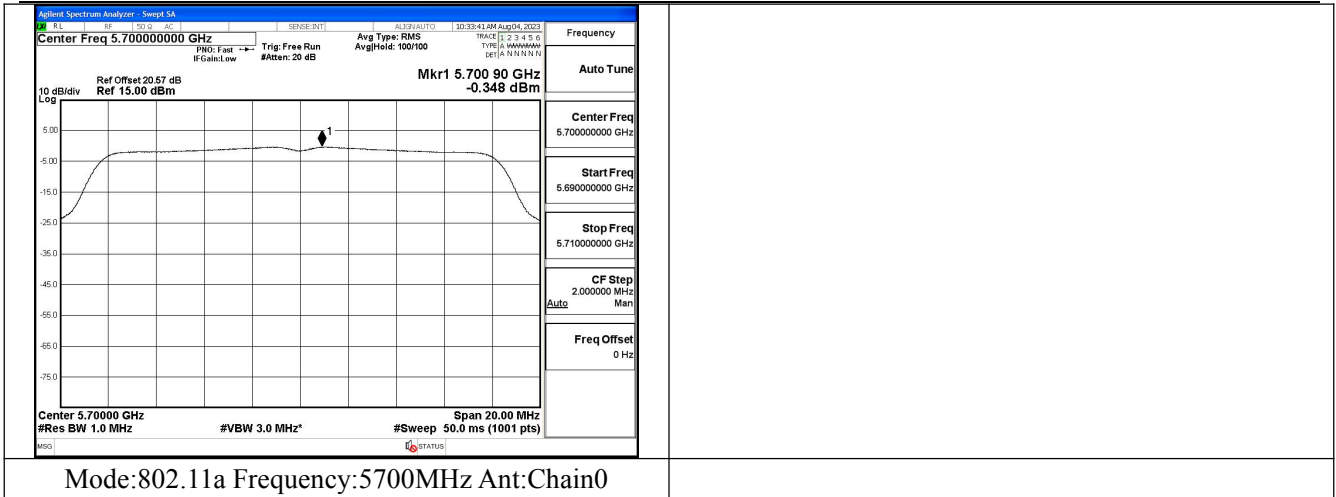 Agilent Spectrum Analyzer - Swept SA
RL RF 50 Ω AC SENSE:INT ALIGN AUTO 10:33:41 AM Aug 04, 2023
Center Freq 5.700000000 GHz
PNO: Fast
IFGain:Low
Trig: Free Run
#Atten: 20 dB
Avg Type: RMS
Avg|Hold: 100/100
TRACE 1 2 3 4 5 6
TYPE A WWWWW
DET A N N N N N
Frequency
Auto Tune
Mkr1 5.700 90 GHz
-0.348 dBm
Ref Offset 20.57 dB
10 dB/div Ref 15.00 dBm
Log
1
5.00
-5.00
-15.0
-25.0
-35.0
-45.0
-55.0
-65.0
-75.0
Center Freq
5.700000000 GHz
Start Freq
5.690000000 GHz
Stop Freq
5.710000000 GHz
CF Step
2.000000 MHz
Auto Man
Freq Offset
0 Hz
Center 5.70000 GHz Span 20.00 MHz
#Res BW 1.0 MHz #VBW 3.0 MHz* #Sweep 50.0 ms (1001 pts)
MSG STATUS
Mode:802.11a Frequency:5700MHz Ant:Chain0